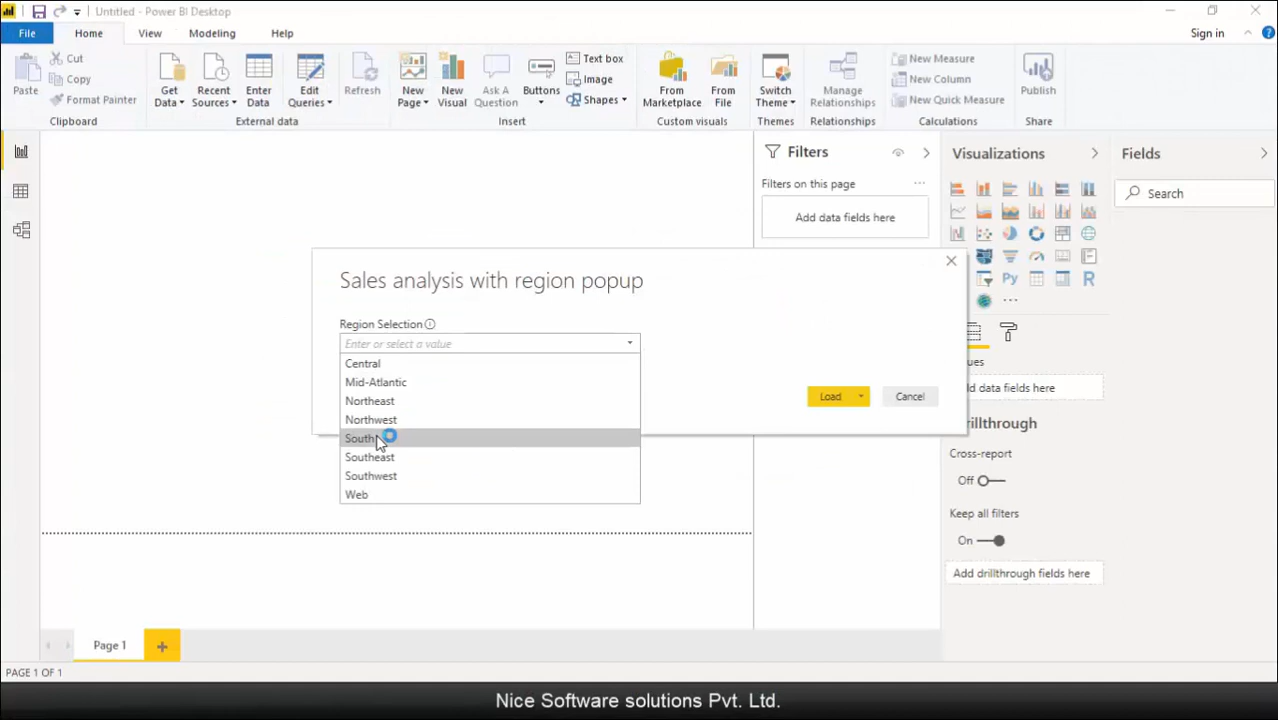 Untitled - Power BI Desktop
File
Home
View
Modeling
Help
Sign in
Paste
Cut
Copy
Format Painter
Clipboard
Get
Data
Recent
Sources
Enter
Data
Edit
Queries
Refresh
External data
New
Page
New
Visual
Ask A
Question
Buttons
Text box
Image
Shapes
Insert
From
Marketplace
From
File
Custom visuals
Switch
Theme
Themes
Manage
Relationships
Relationships
New Measure
New Column
New Quick Measure
Calculations
Publish
Share
Filters
Filters on this page
Add data fields here
Visualizations
Py
R
Add data fields here
Cross-report
Off
Keep all filters
On
Add drillthrough fields here
Fields
Search
Sales analysis with region popup
Region Selection
Enter or select a value
Central
Mid-Atlantic
Northeast
Northwest
South
Southeast
Southwest
Web
Load
Cancel
Page 1
PAGE 1 OF 1
Nice Software solutions Pvt. Ltd.